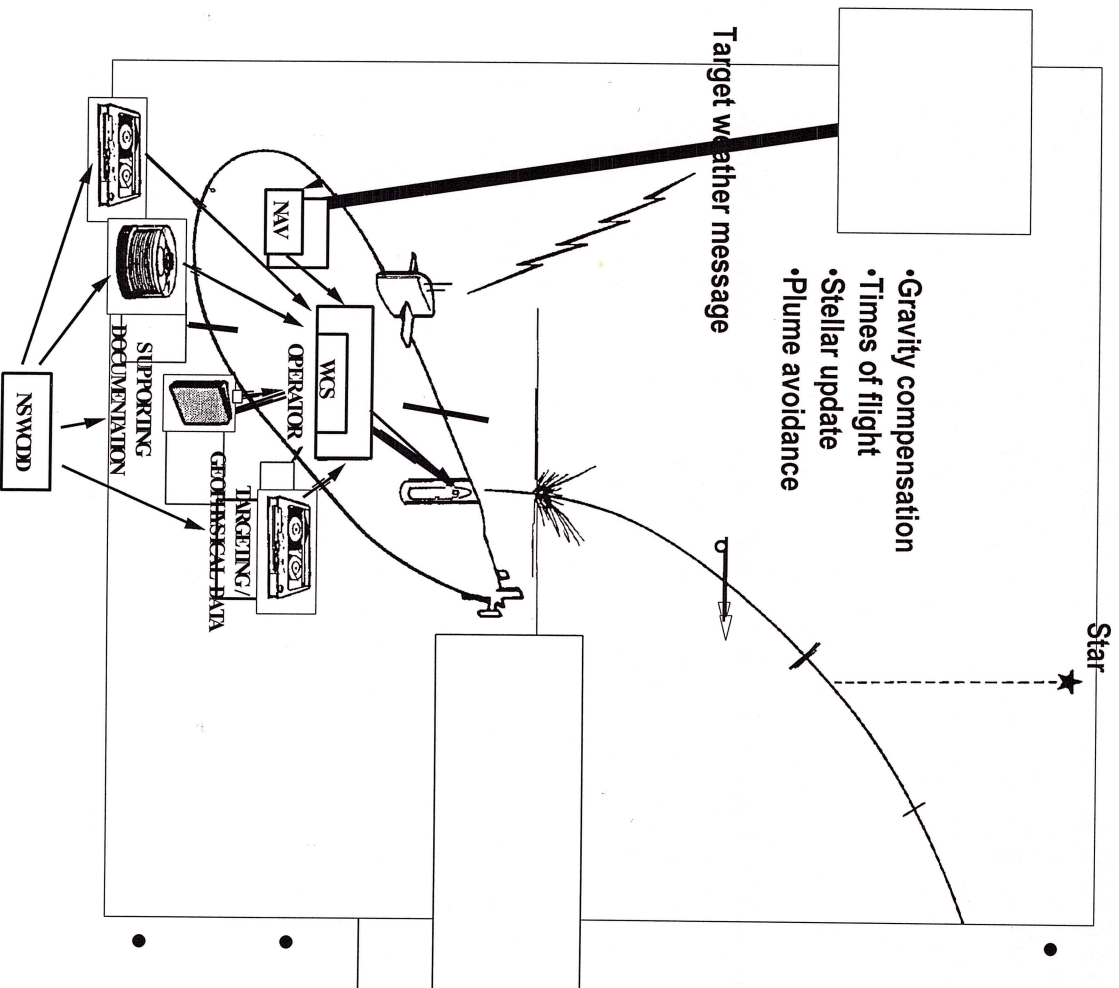 Star
•Gravity compensation
•Times of flight
•Stellar update
•Plume avoidance
Target weather message
WCS
OPERATOR
NAV
TARGETING/
GEOPHYSICAL DATA
SUPPORTING
DOCUMENTATION
NSWCDD